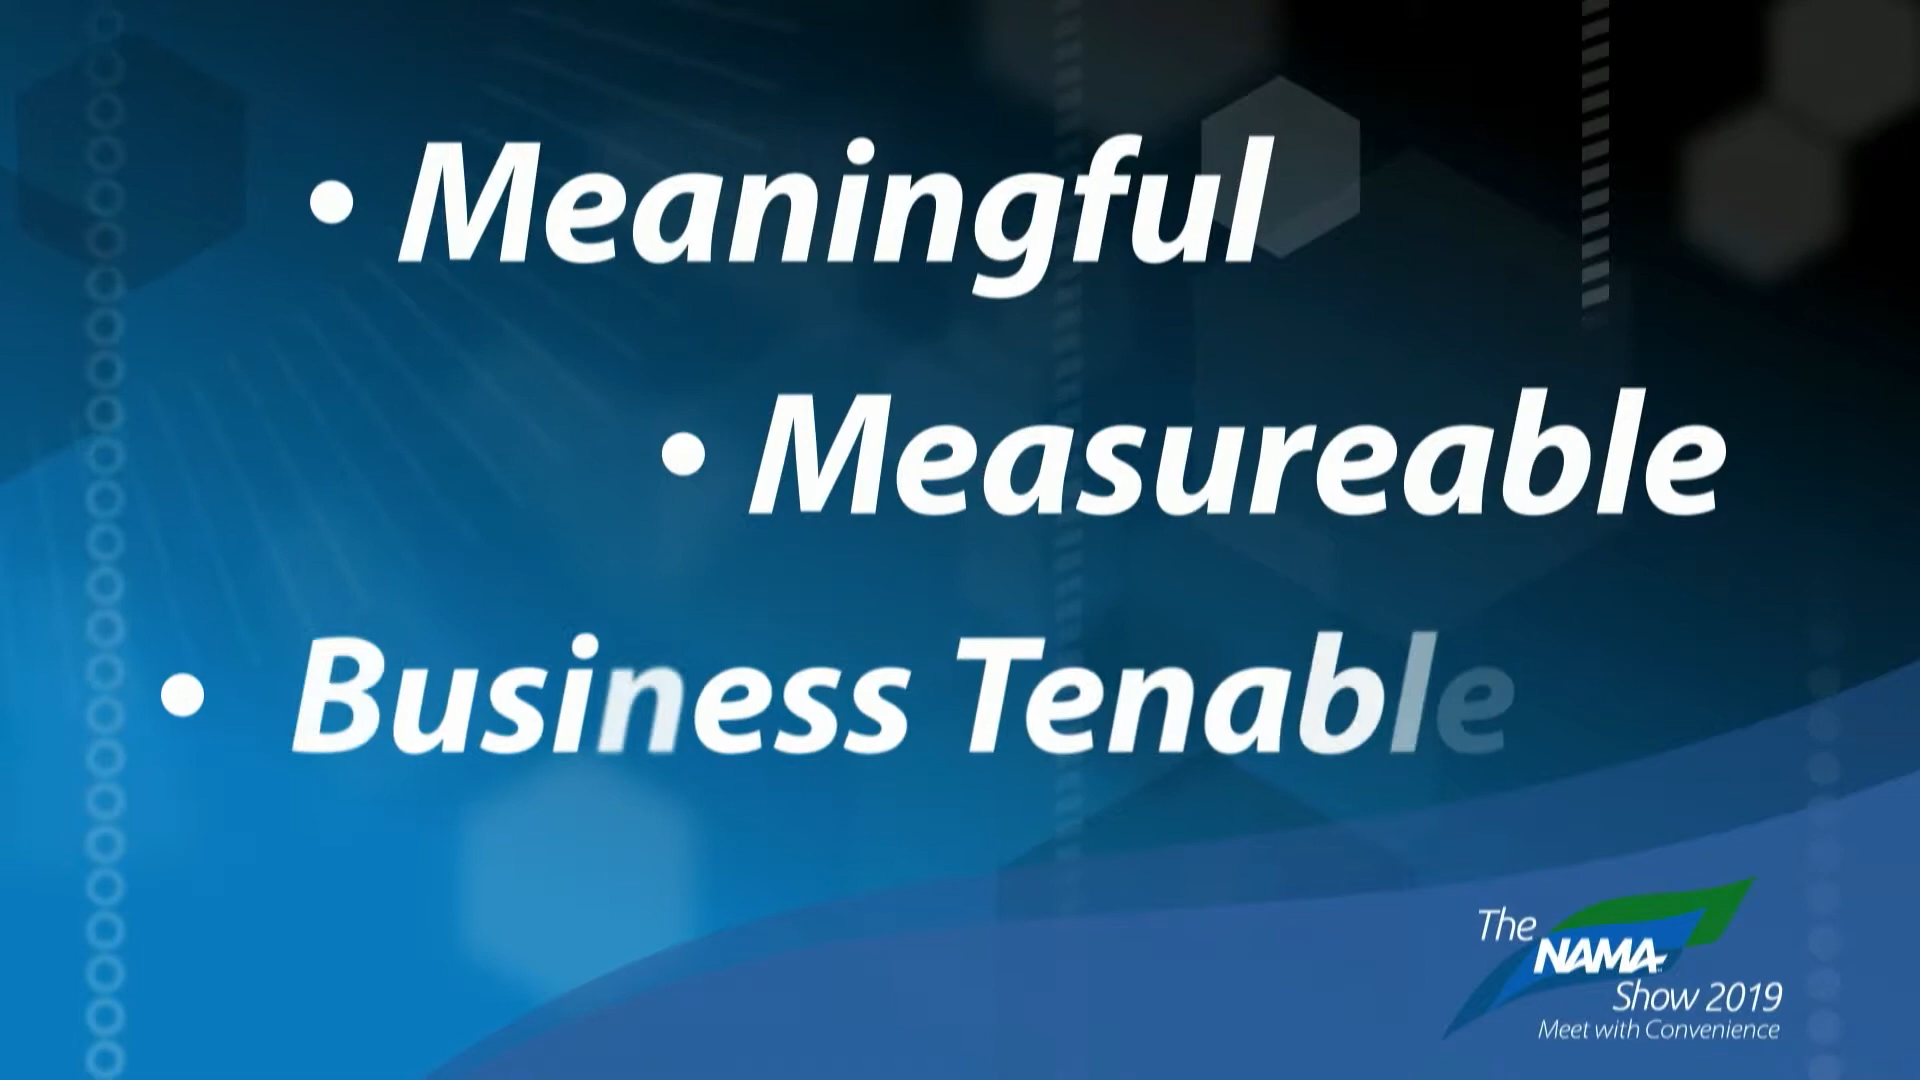 • Meaningful
• Measureable
• Business Tenable
The
NAMA
Show 2019
Meet with Convenience